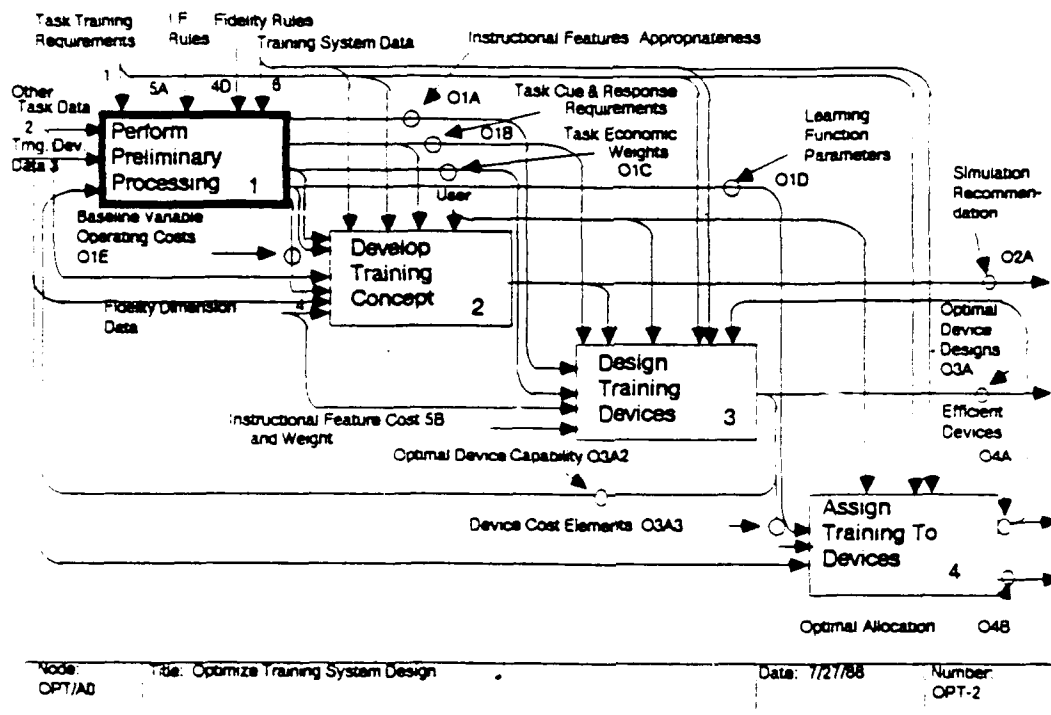 Task Training
Requirements
I.F.
Rules
Fidelity Rules
Training System Data
Instructional Features Appropnateness
1
5A
4D
6
Other
Task Data
2
Trng. Dev.
Data 3
Perform
Preliminary
Processing 1
O1A
O1B
Task Cue & Response
Requirements
Task Economic
Weights
O1C
User
Learning
Function
Parameters
O1D
Simulation
Recommen-
dation
O2A
Baseline Variable
Operating Costs
O1E
Develop
Training
Concept 2
Fidelity Dimension 4
Data
Optimal
Device
Designs
O3A
Design
Training
Devices 3
Efficient
Devices
O4A
Instructional Feature Cost 5B
and Weight
Optimal Device Capability O3A2
Device Cost Elements O3A3
Assign
Training To
Devices 4
Optimal Allocation O4B
Node: Title: Optimize Training System Design Date: 7/27/88 Number:
OPT/A0 OPT-2